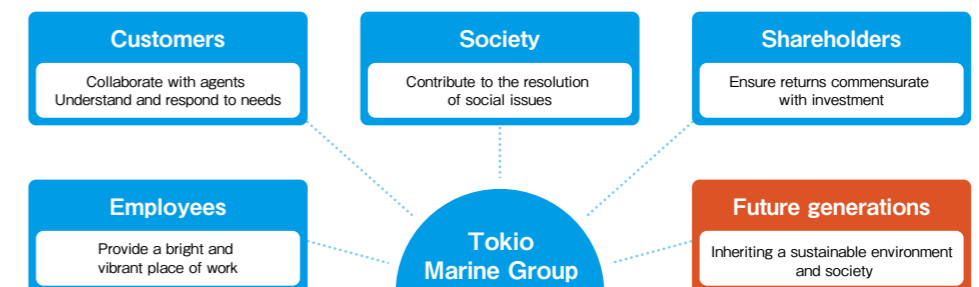 Customers
Collaborate with agents
Understand and respond to needs
Society
Contribute to the resolution
of social issues
Shareholders
Ensure returns commensurate
with investment
Employees
Provide a bright and
vibrant place of work
Tokio
Marine Group
Future generations
Inheriting a sustainable environment
and society